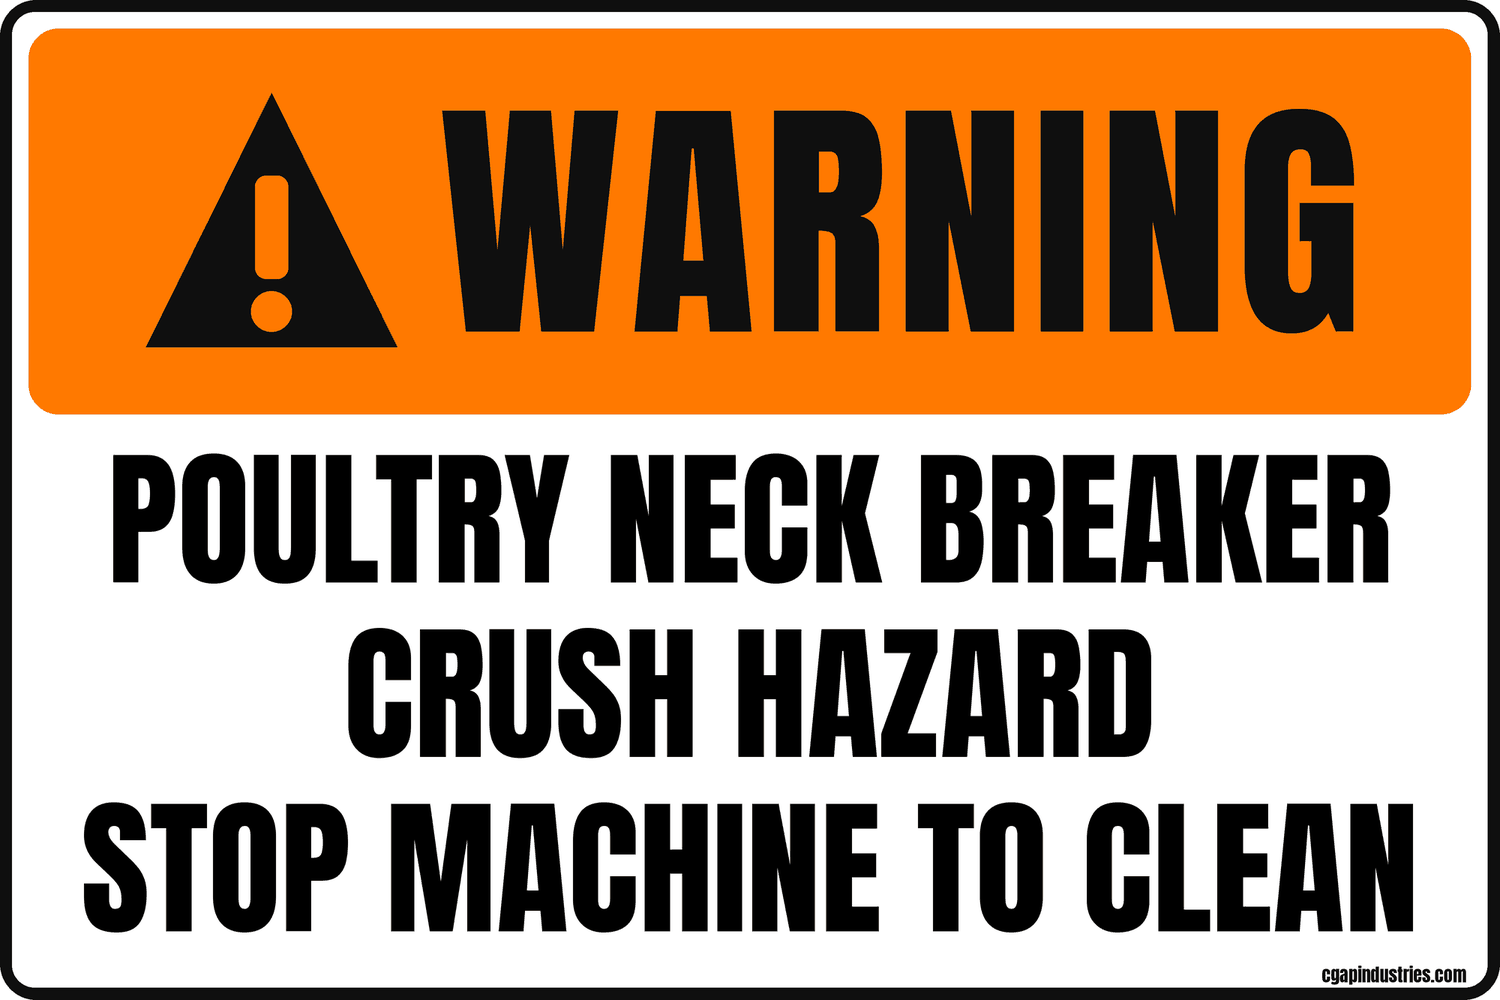 WARNING
POULTRY NECK BREAKER
CRUSH HAZARD
STOP MACHINE TO CLEAN
cgapindustries.com